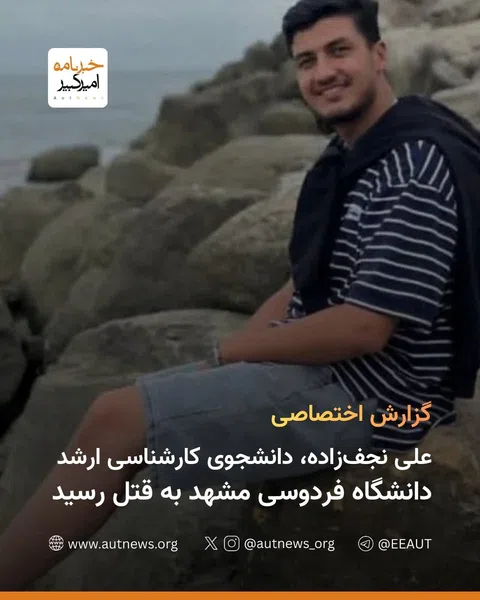 خبرنامه
امیرکبیر
AutNews
گزارش اختصاصی
علی نجف‌زاده، دانشجوی کارشناسی ارشد
دانشگاه فردوسی مشهد به قتل رسید
www.autnews.org @autnews_org @EEAUT